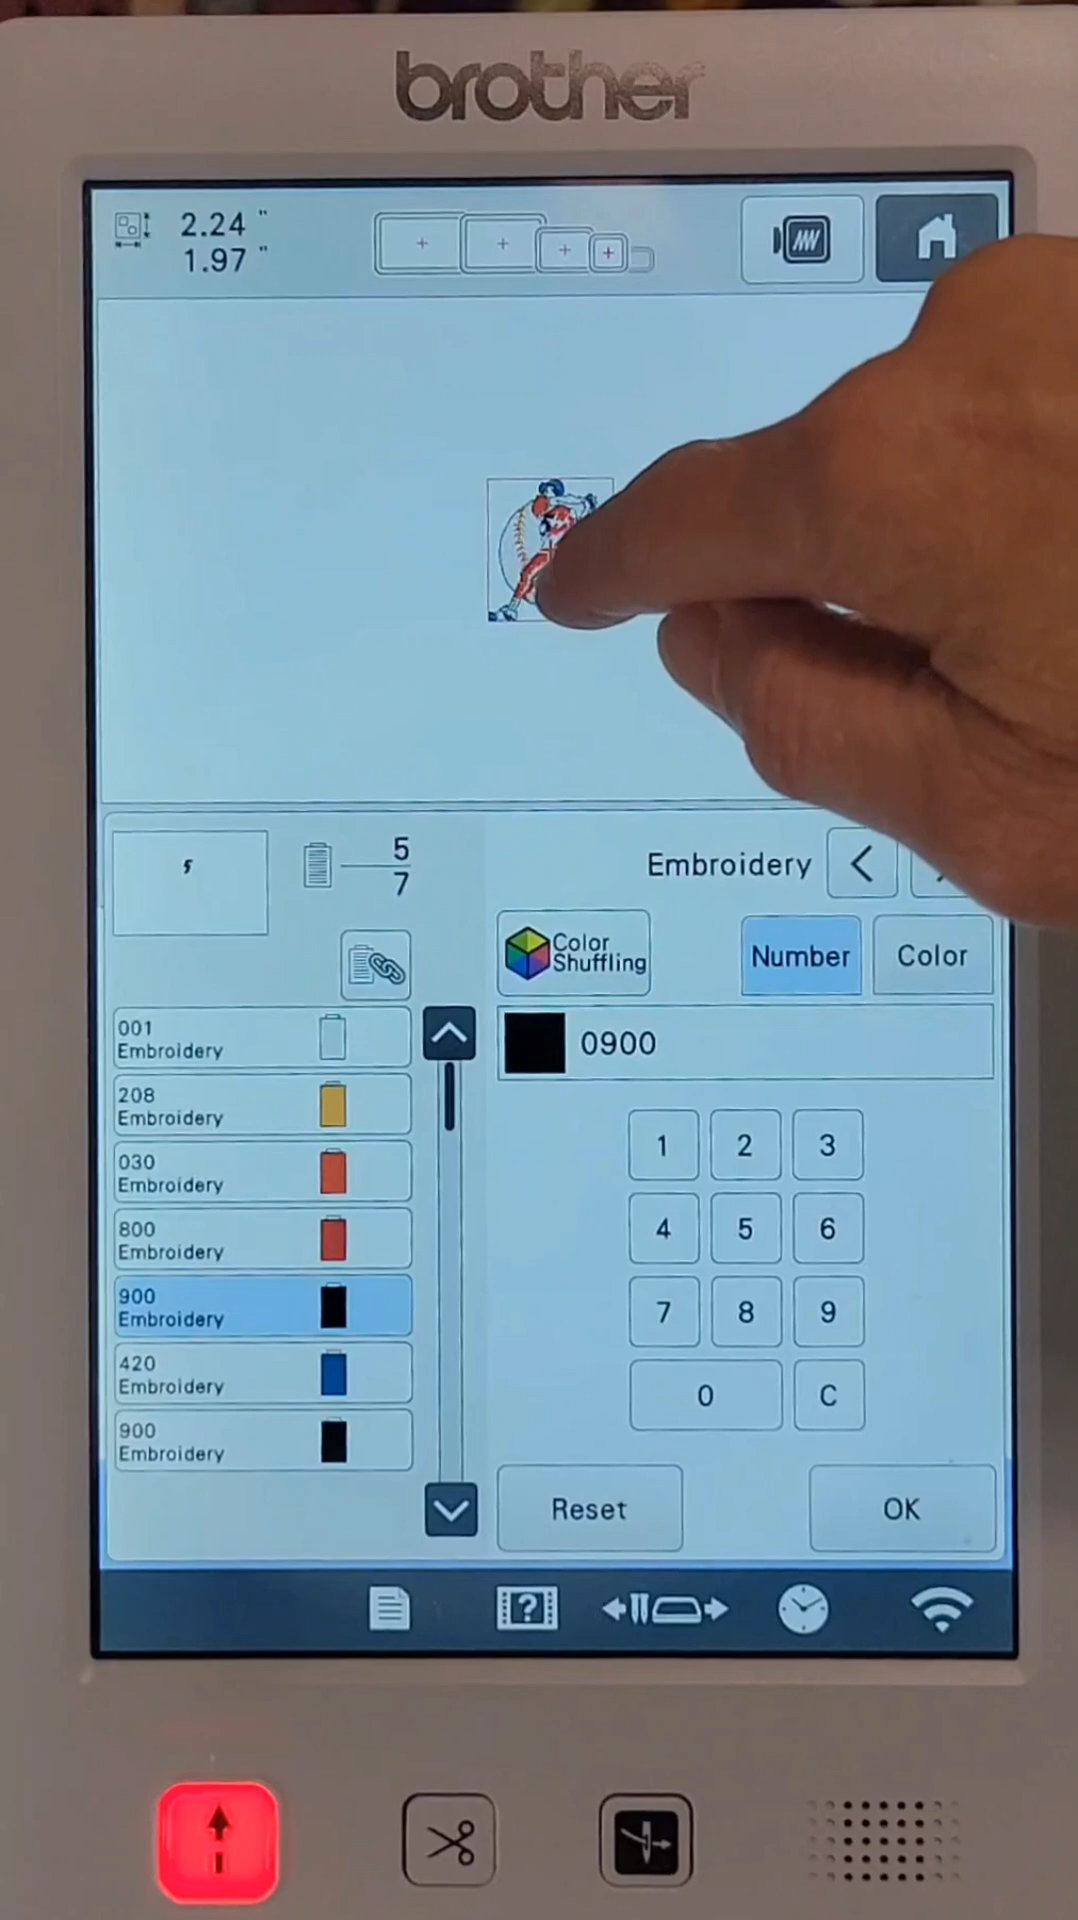 brother
2.24 "
1.97 "
5
7
Embroidery
Color
Shuffling
Number
Color
001
Embroidery
0900
208
Embroidery
030
Embroidery
800
Embroidery
900
Embroidery
420
Embroidery
900
Embroidery
1 2 3
4 5 6
7 8 9
0 C
Reset
OK